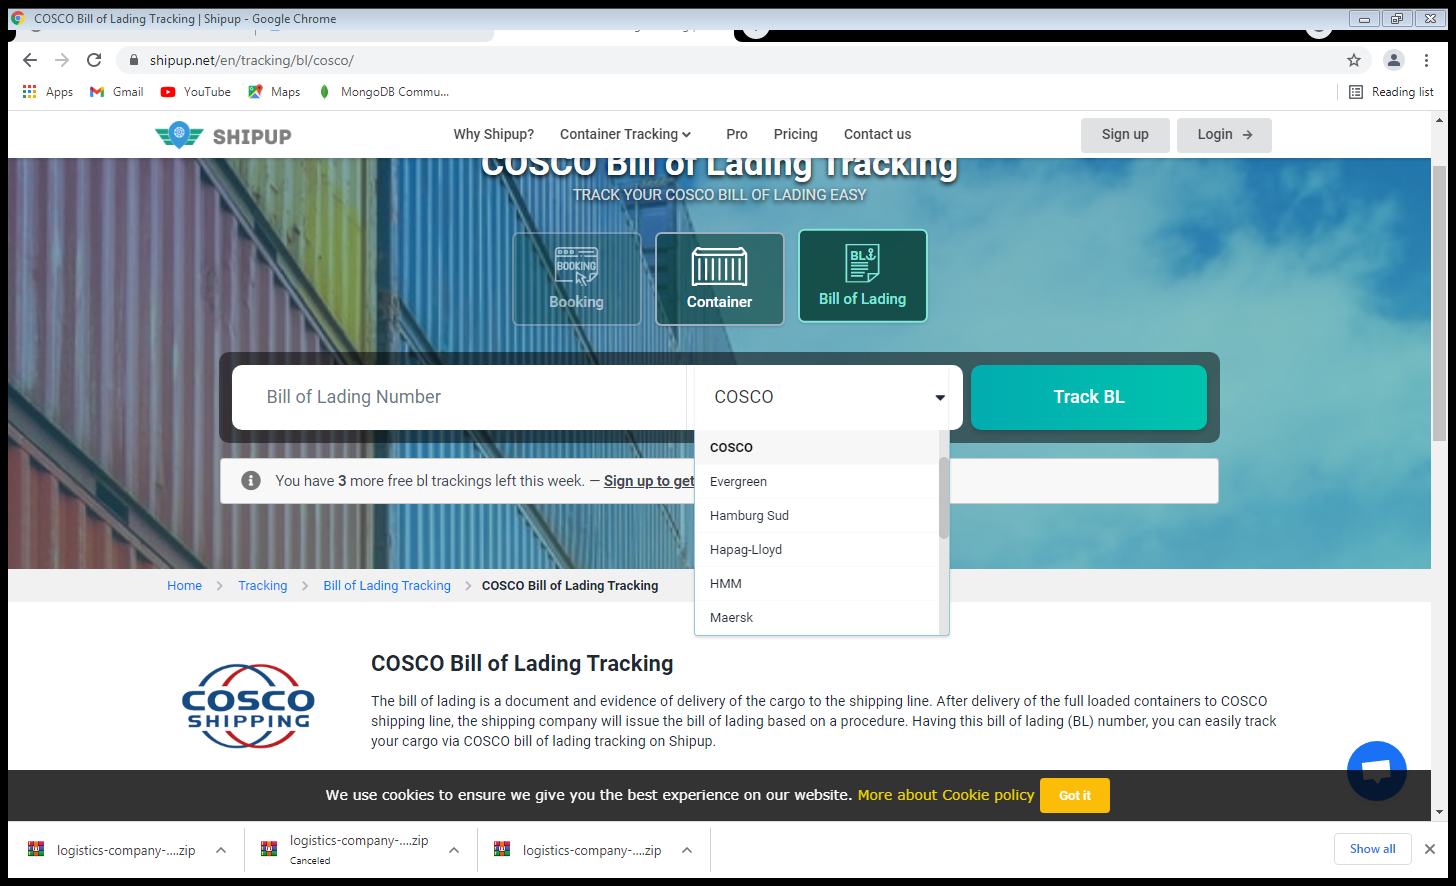 COSCO Bill of Lading Tracking | Shipup - Google Chrome
shipup.net/en/tracking/bl/cosco/
Apps Gmail YouTube Maps MongoDB Commu... Reading list
SHIPUP Why Shipup? Container Tracking Pro Pricing Contact us Sign up Login
COSCO Bill of Lading Tracking
TRACK YOUR COSCO BILL OF LADING EASY
BOOKING BL
Booking Container Bill of Lading
Bill of Lading Number COSCO Track BL
COSCO
You have 3 more free bl trackings left this week. — Sign up to get
Evergreen
Hamburg Sud
Hapag-Lloyd
HMM
Maersk
Home Tracking Bill of Lading Tracking COSCO Bill of Lading Tracking
COSCO
SHIPPING
COSCO Bill of Lading Tracking
The bill of lading is a document and evidence of delivery of the cargo to the shipping line. After delivery of the full loaded containers to COSCO
shipping line, the shipping company will issue the bill of lading based on a procedure. Having this bill of lading (BL) number, you can easily track
your cargo via COSCO bill of lading tracking on Shipup.
We use cookies to ensure we give you the best experience on our website. More about Cookie policy Got it
logistics-company-....zip logistics-company-....zip logistics-company-....zip Show all
Canceled